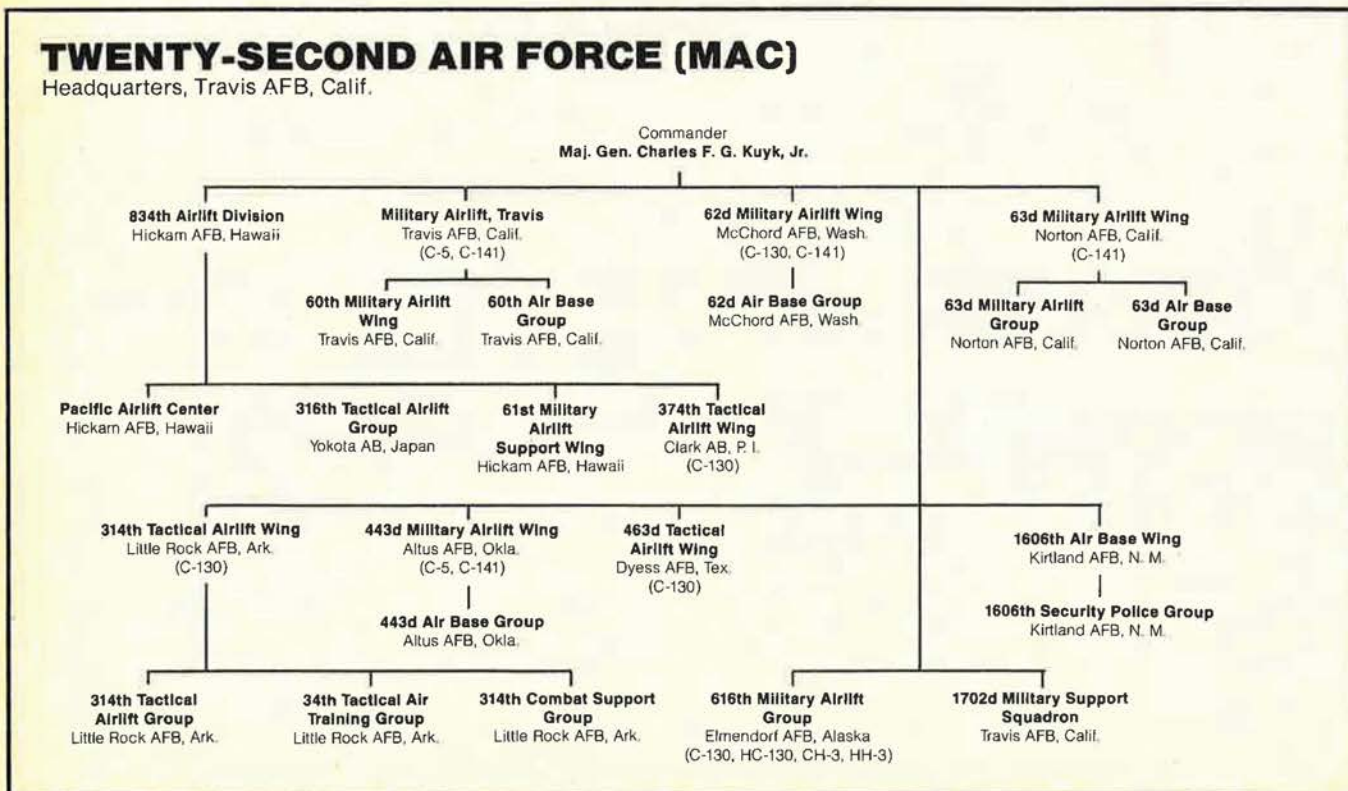 TWENTY-SECOND AIR FORCE (MAC)
Headquarters, Travis AFB, Calif.
Commander
Maj. Gen. Charles F. G. Kuyk, Jr.
834th Airlift Division
Hickam AFB, Hawaii
Military Airlift, Travis
Travis AFB, Calif.
(C-5, C-141)
62d Military Airlift Wing
McChord AFB, Wash.
(C-130, C-141)
63d Military Airlift Wing
Norton AFB, Calif.
(C-141)
60th Military Airlift
Wing
Travis AFB, Calif.
60th Air Base
Group
Travis AFB, Calif.
62d Air Base Group
McChord AFB, Wash.
63d Military Airlift
Group
Norton AFB, Calif.
63d Air Base
Group
Norton AFB, Calif.
Pacific Airlift Center
Hickam AFB, Hawaii
316th Tactical Airlift
Group
Yokota AB, Japan
61st Military
Airlift
Support Wing
Hickam AFB, Hawaii
374th Tactical
Airlift Wing
Clark AB, P. I.
(C-130)
314th Tactical Airlift Wing
Little Rock AFB, Ark.
(C-130)
443d Military Airlift Wing
Altus AFB, Okla.
(C-5, C-141)
463d Tactical
Airlift Wing
Dyess AFB, Tex.
(C-130)
1606th Air Base Wing
Kirtland AFB, N. M.
443d Air Base Group
Altus AFB, Okla.
1606th Security Police Group
Kirtland AFB, N. M.
314th Tactical
Airlift Group
Little Rock AFB, Ark.
34th Tactical Air
Training Group
Little Rock AFB, Ark.
314th Combat Support
Group
Little Rock AFB, Ark.
616th Military Airlift
Group
Elmendorf AFB, Alaska
(C-130, HC-130, CH-3, HH-3)
1702d Military Support
Squadron
Travis AFB, Calif.